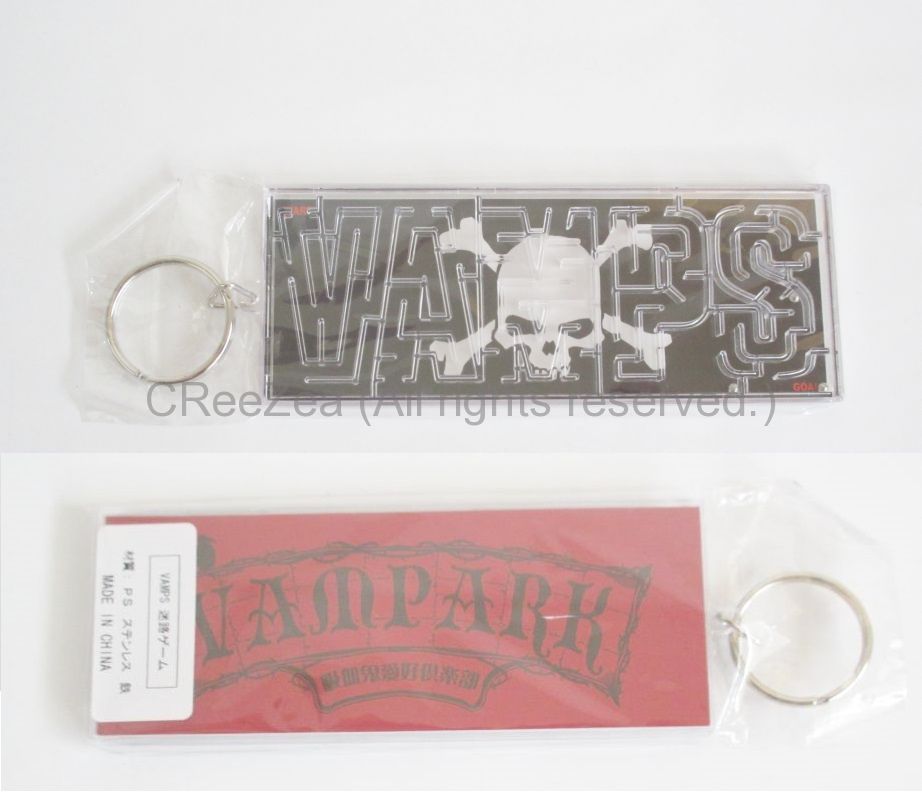 VAMPS
GOAL
CReeZea (All rights reserved.)
VAMPS 迷路ゲーム
材質: PS ステンレス 鉄
MADE IN CHINA
VAMPARK